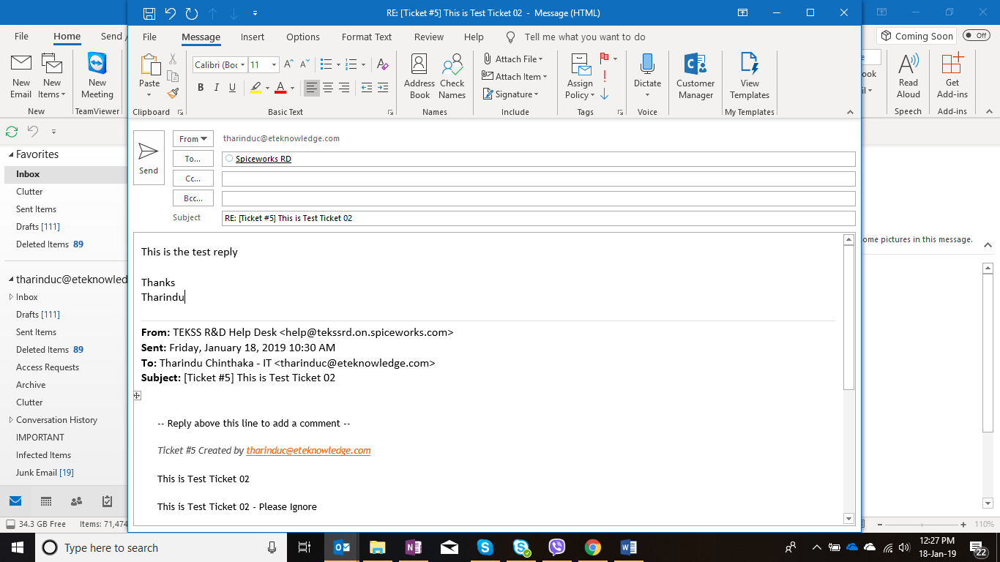 RE: [Ticket #5] This is Test Ticket 02 - Message (HTML)
File Home Send /
File Message Insert Options Format Text Review Help Tell me what you want to do
Coming Soon Off
New Email
New Items
New Meeting
New TeamViewer
Paste
Calibri (Boc 11
B I U A
Address Book
Check Names
Attach File
Attach Item
Signature
Assign Policy
Dictate
Customer Manager
View Templates
Read Aloud
Get Add-ins
Clipboard Basic Text Names Include Tags Voice My Templates Speech Add-ins
Favorites
Inbox
Clutter
Sent Items
Drafts [111]
Deleted Items 89
tharinduc@eteknowled
Inbox
Drafts [111]
Sent Items
Deleted Items 89
Access Requests
Archive
Clutter
Conversation History
IMPORTANT
Infected Items
Junk Email [19]
34.3 GB Free Items: 71,474
Send
From tharinduc@eteknowledge.com
To... Spiceworks RD
Cc...
Bcc...
Subject RE: [Ticket #5] This is Test Ticket 02
This is the test reply
Thanks
Tharindu
From: TEKSS R&D Help Desk <help@tekssrd.on.spiceworks.com>
Sent: Friday, January 18, 2019 10:30 AM
To: Tharindu Chinthaka - IT <tharinduc@eteknowledge.com>
Subject: [Ticket #5] This is Test Ticket 02
-- Reply above this line to add a comment --
Ticket #5 Created by tharinduc@eteknowledge.com
This is Test Ticket 02
This is Test Ticket 02 - Please Ignore
ome pictures in this message.
110%
Type here to search
12:27 PM
18-Jan-19
22